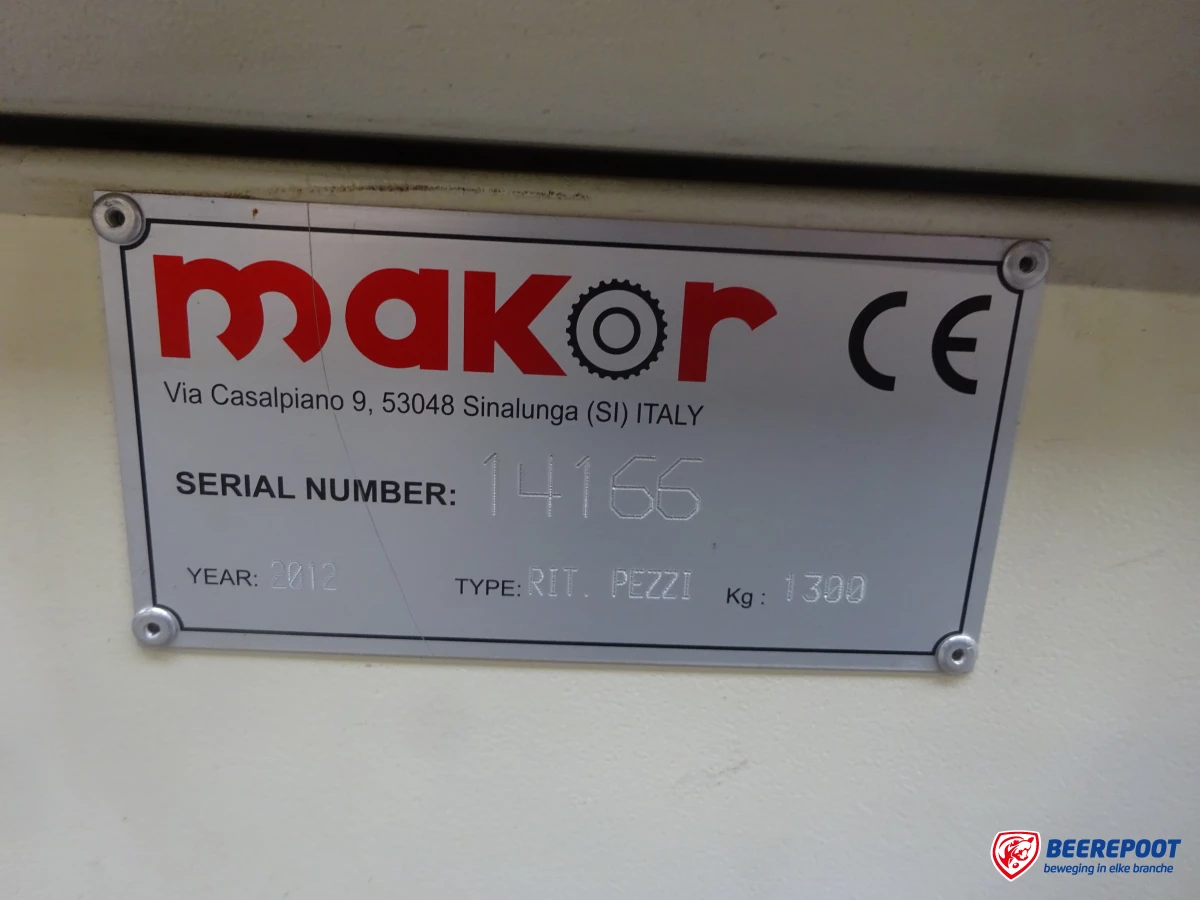 makor CE
Via Casalpiano 9, 53048 Sinalunga (SI) ITALY
SERIAL NUMBER: 14166
YEAR: 2012 TYPE: RIT. PEZZI Kg : 1300
BEEREPOOT
beweging in elke branche